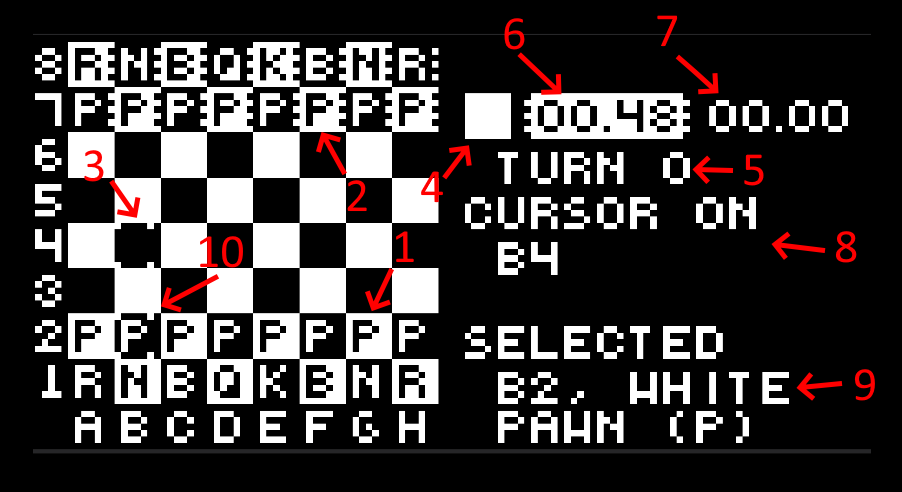 6 7
8 R N B Q K B N R
7 P P P P P P P P 00.48 00.00
6 3 TURN 0 5
5 2 4 CURSOR ON
4 10 1 B4 8
3
2 P P P P P P P P SELECTED
1 R N B Q K B N R B2, WHITE 9
A B C D E F G H PAWN (P)